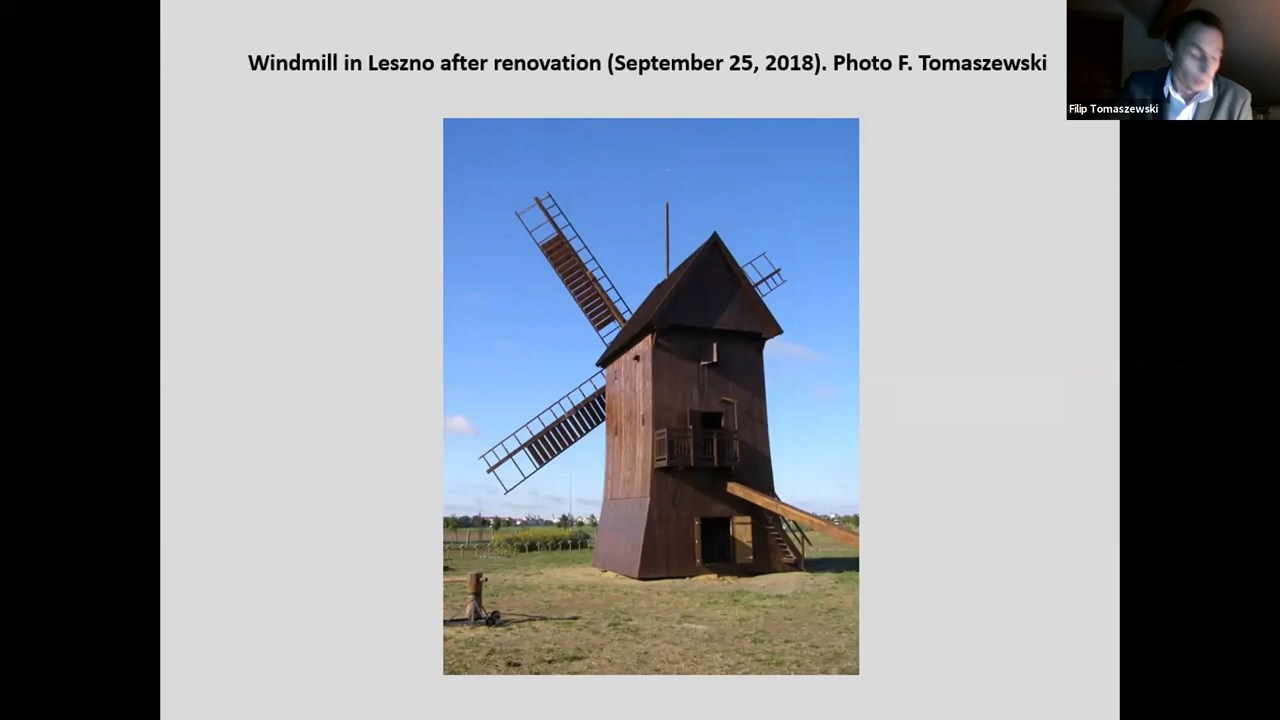 Windmill in Leszno after renovation (September 25, 2018). Photo F. Tomaszewski
Filip Tomaszewski